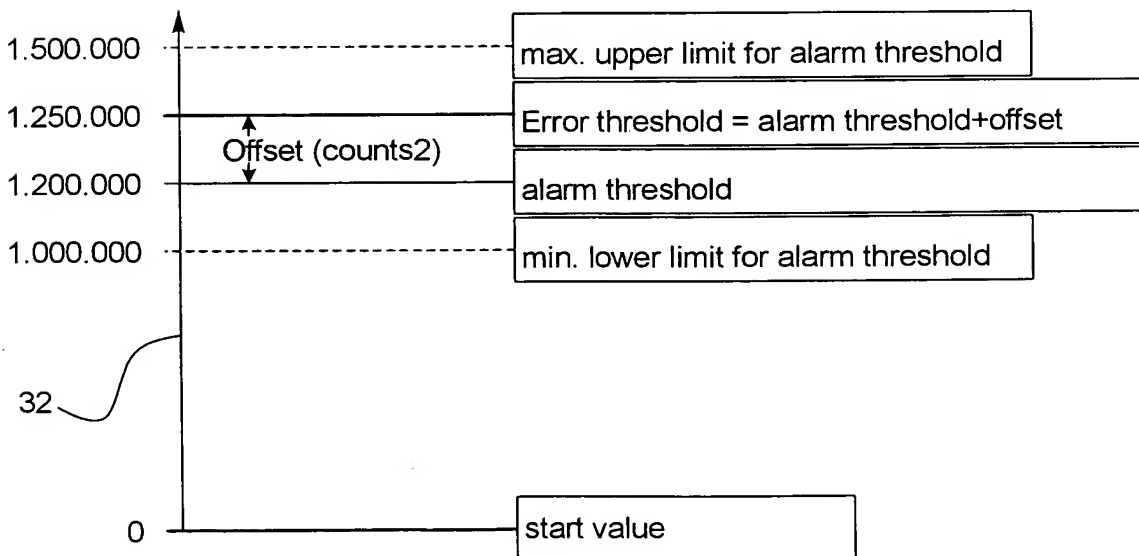 1.500.000 max. upper limit for alarm threshold
1.250.000 Error threshold = alarm threshold+offset
Offset (counts2)
1.200.000 alarm threshold
1.000.000 min. lower limit for alarm threshold
32
0 start value